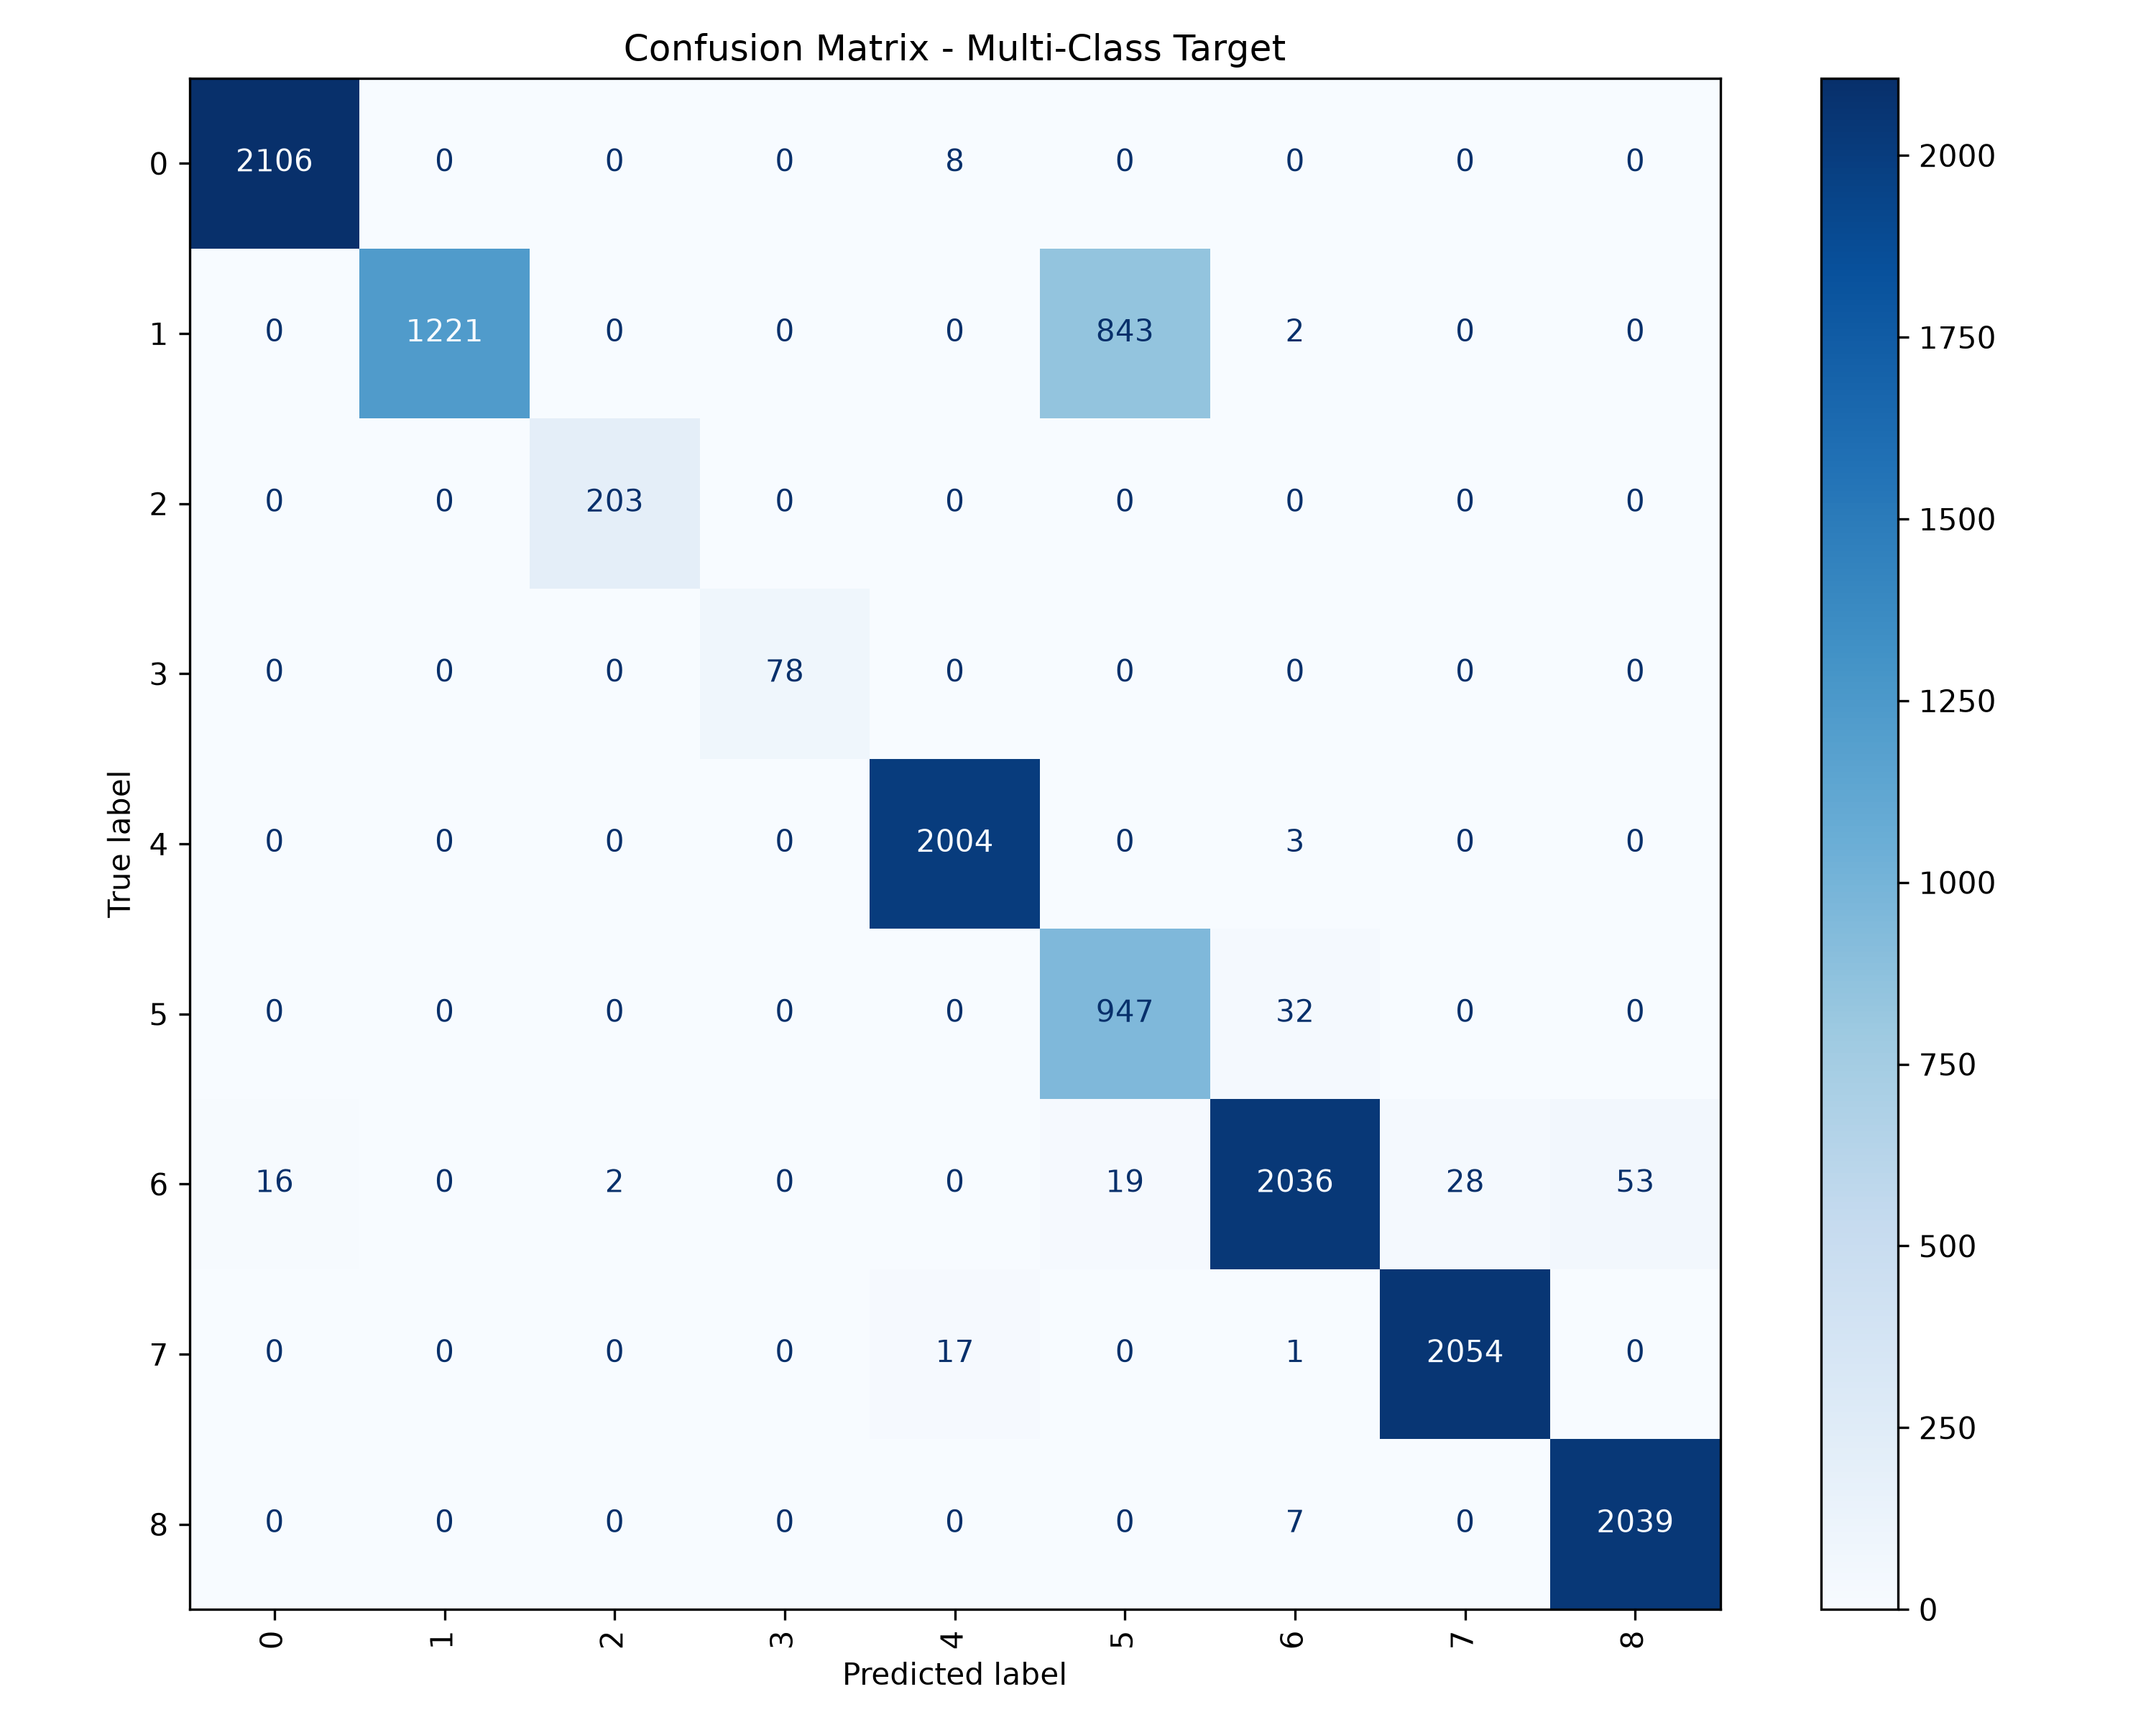 Confusion Matrix - Multi-Class Target
0 2106 0 0 0 8 0 0 0 0
1 0 1221 0 0 0 843 2 0 0
2 0 0 203 0 0 0 0 0 0
3 0 0 0 78 0 0 0 0 0
4 0 0 0 0 2004 0 3 0 0
5 0 0 0 0 0 947 32 0 0
6 16 0 2 0 0 19 2036 28 53
7 0 0 0 0 17 0 1 2054 0
8 0 0 0 0 0 0 7 0 2039
0 1 2 3 4 5 6 7 8
Predicted label
True label
2000
1750
1500
1250
1000
750
500
250
0